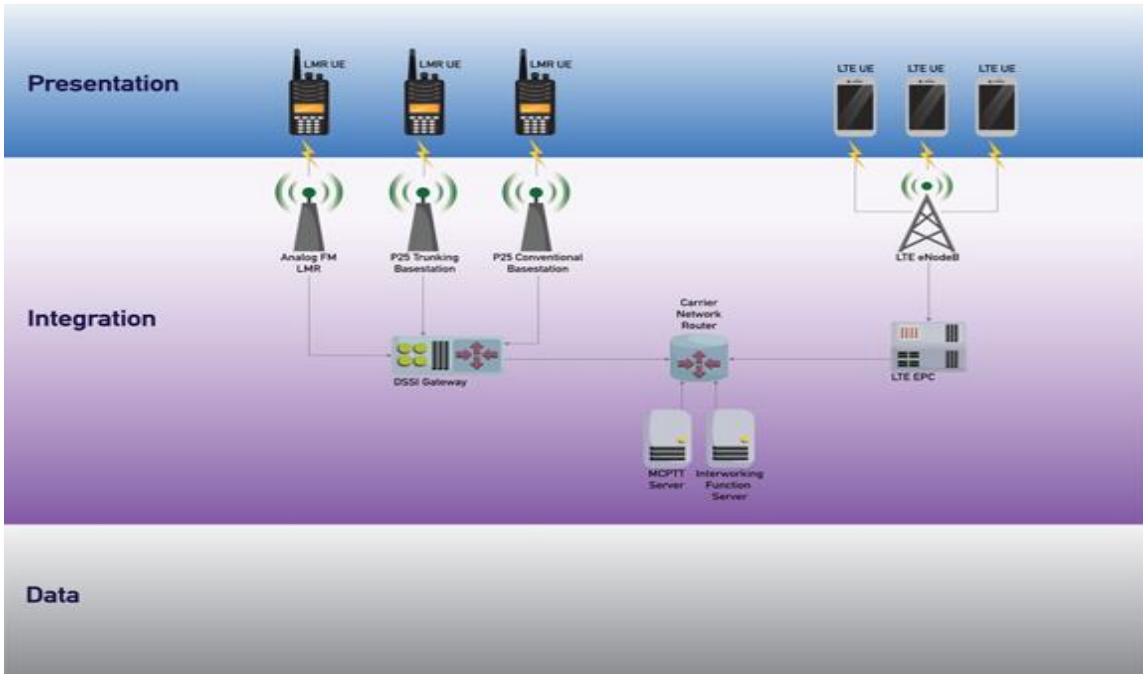 Presentation
LMR UE
LMR UE
LMR UE
LTE UE
LTE UE
LTE UE
Analog FM
LMR
P25 Trunking
Basestation
P25 Conventional
Basestation
LTE eNodeB
Integration
Carrier
Network
Router
DSSI Gateway
LTE EPC
MCPTT
Server
Interworking
Function
Server
Data